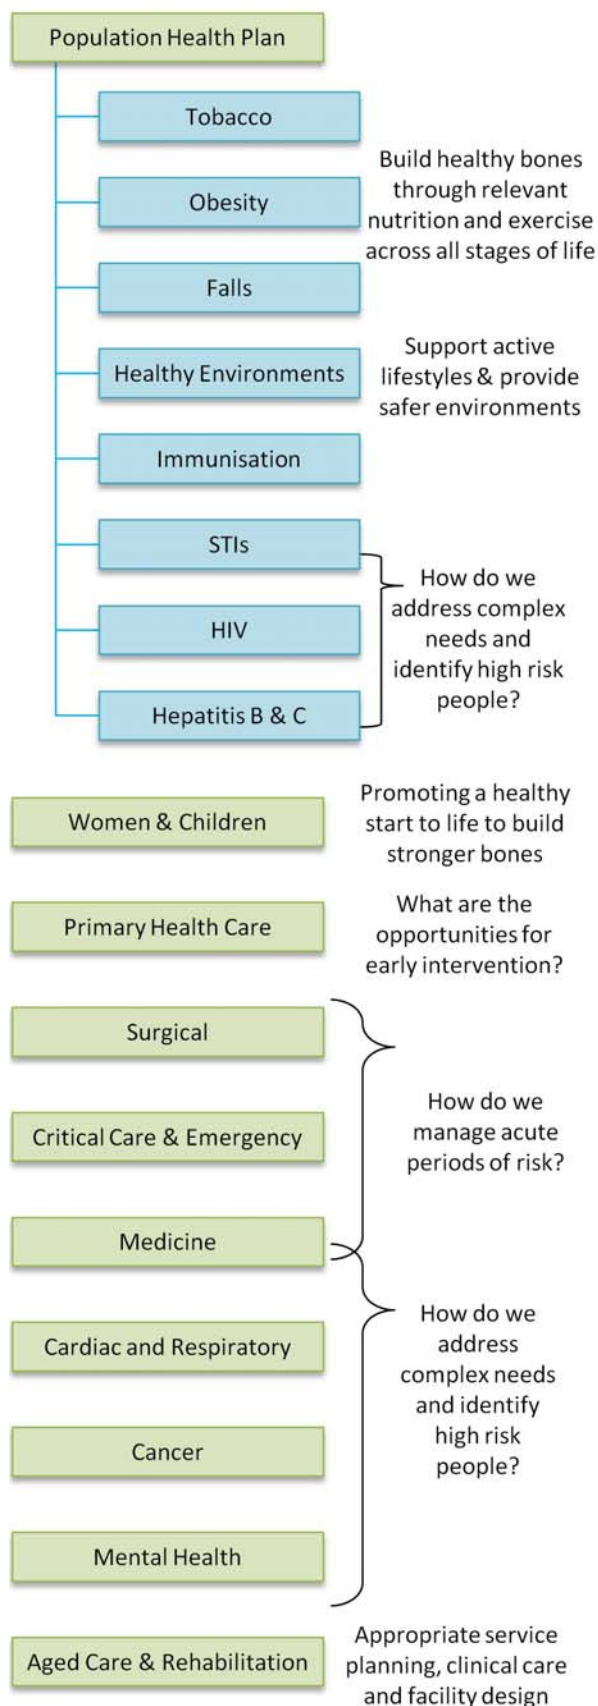 Population Health Plan
Tobacco
Build healthy bones
through relevant
nutrition and exercise
across all stages of life
Obesity
Falls
Healthy Environments
Support active
lifestyles & provide
safer environments
Immunisation
STIs
HIV
Hepatitis B & C
How do we
address complex
needs and
identify high risk
people?
Women & Children
Promoting a healthy
start to life to build
stronger bones
Primary Health Care
What are the
opportunities for
early intervention?
Surgical
Critical Care & Emergency
Medicine
How do we
manage acute
periods of risk?
Cardiac and Respiratory
Cancer
Mental Health
How do we
address
complex needs
and identify
high risk
people?
Aged Care & Rehabilitation
Appropriate service
planning, clinical care
and facility design